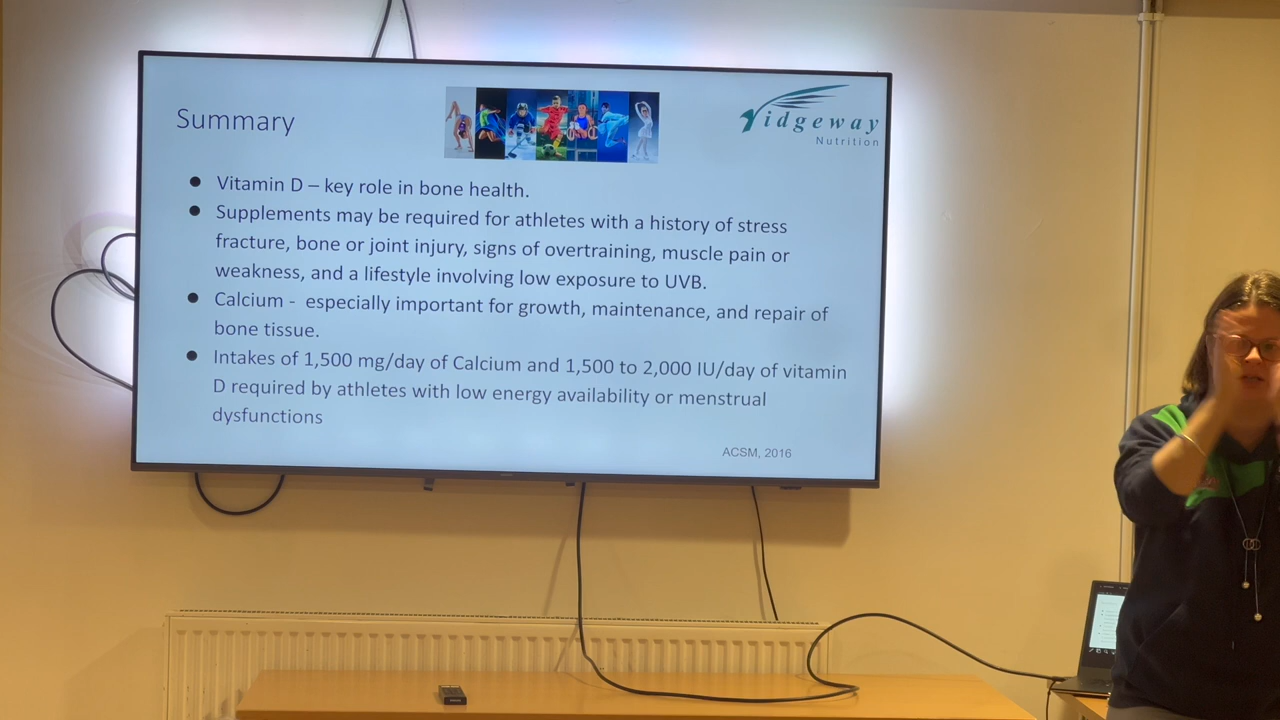 Summary
Ridgeway
Nutrition
● Vitamin D – key role in bone health.
● Supplements may be required for athletes with a history of stress
fracture, bone or joint injury, signs of overtraining, muscle pain or
weakness, and a lifestyle involving low exposure to UVB.
● Calcium - especially important for growth, maintenance, and repair of
bone tissue.
● Intakes of 1,500 mg/day of Calcium and 1,500 to 2,000 IU/day of vitamin
D required by athletes with low energy availability or menstrual
dysfunctions
ACSM, 2016